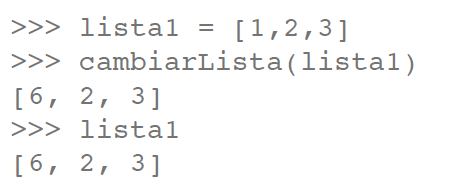 >>> lista1 = [1,2,3]
>>> cambiarLista(lista1)
[6, 2, 3]
>>> lista1
[6, 2, 3]